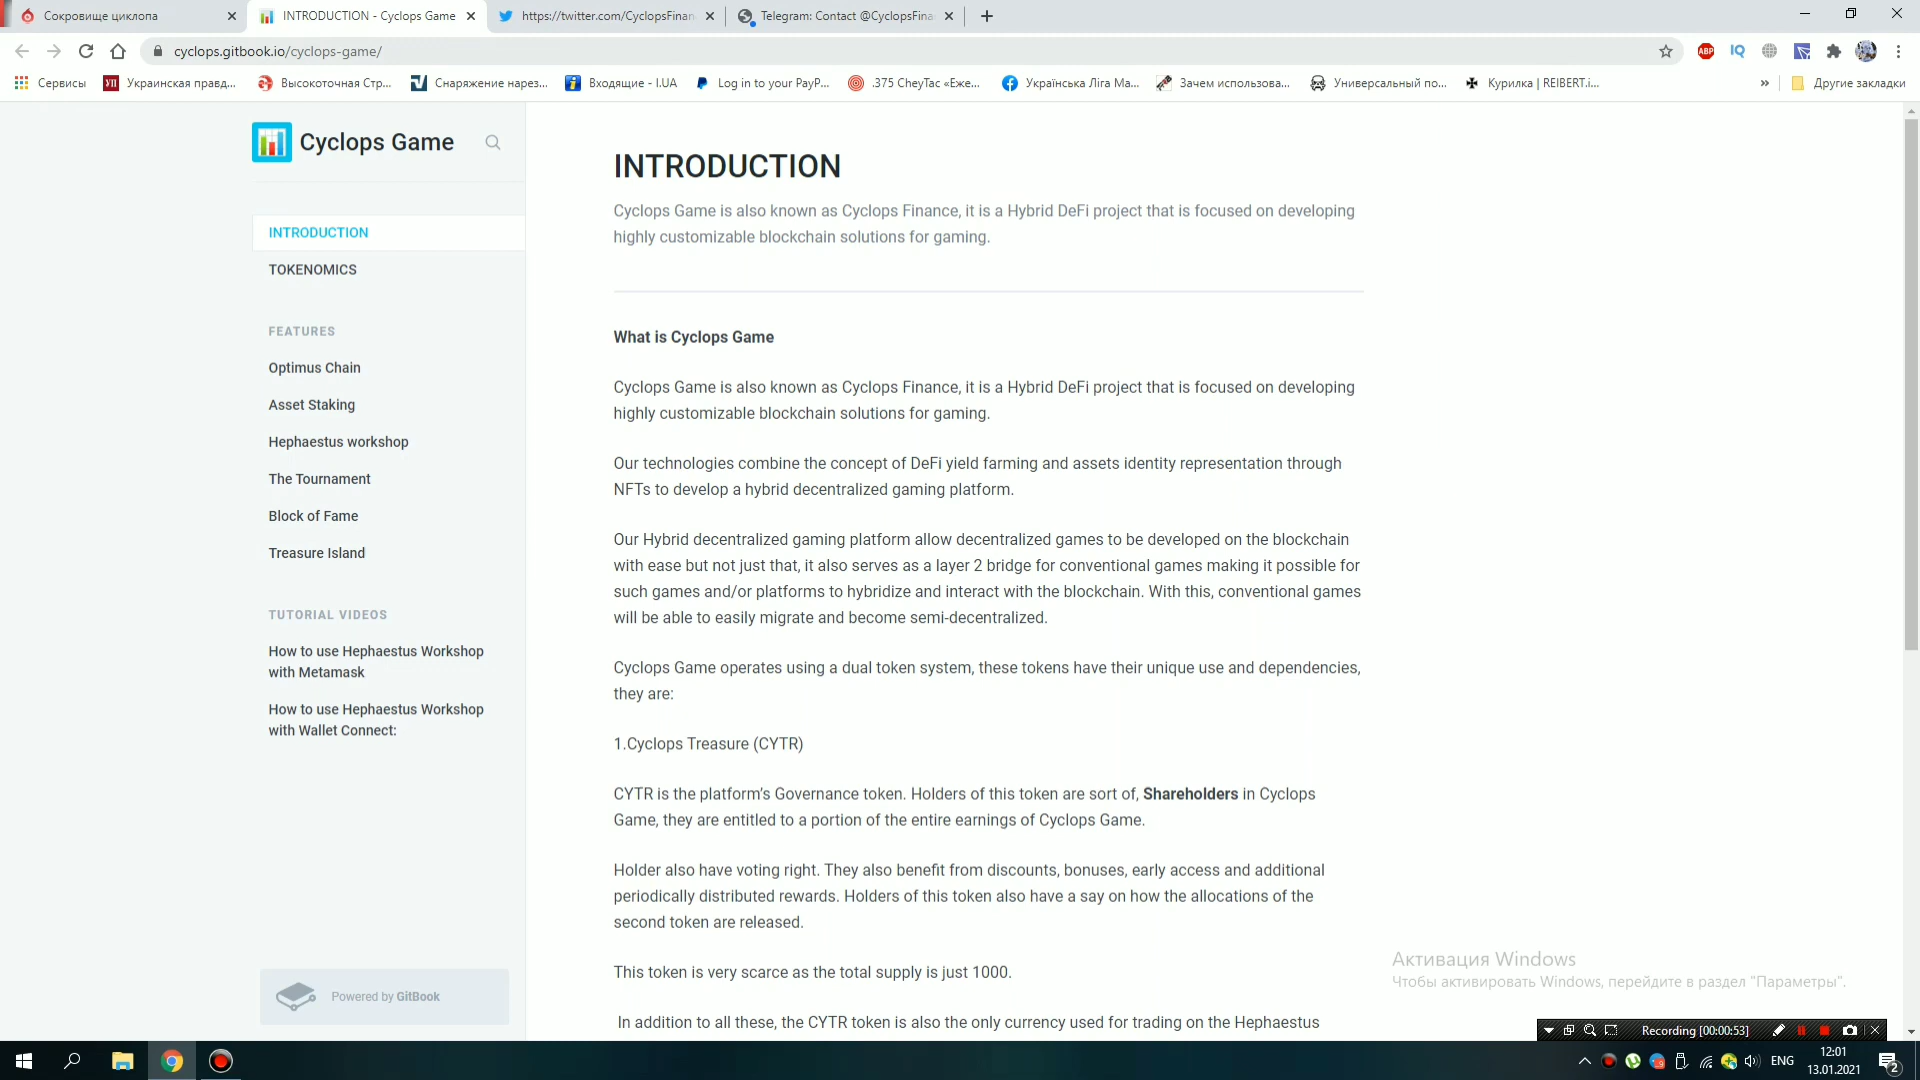 Сокровище циклопа
INTRODUCTION - Cyclops Game
https://twitter.com/CyclopsFinan
Telegram: Contact @CyclopsFina
cyclops.gitbook.io/cyclops-game/
ABP
IQ
Сервисы
УП
Украинская правд...
Высокоточная Стр...
Снаряжение нарез...
Входящие - I.UA
Log in to your PayP...
.375 CheyTac «Еже...
Українська Ліга Ма...
Зачем использова...
Универсальный по...
Курилка | REIBERT.i...
»
Другие закладки
Cyclops Game
INTRODUCTION
TOKENOMICS
FEATURES
Optimus Chain
Asset Staking
Hephaestus workshop
The Tournament
Block of Fame
Treasure Island
TUTORIAL VIDEOS
How to use Hephaestus Workshop
with Metamask
How to use Hephaestus Workshop
with Wallet Connect:
Powered by GitBook
INTRODUCTION
Cyclops Game is also known as Cyclops Finance, it is a Hybrid DeFi project that is focused on developing
highly customizable blockchain solutions for gaming.
What is Cyclops Game
Cyclops Game is also known as Cyclops Finance, it is a Hybrid DeFi project that is focused on developing
highly customizable blockchain solutions for gaming.
Our technologies combine the concept of DeFi yield farming and assets identity representation through
NFTs to develop a hybrid decentralized gaming platform.
Our Hybrid decentralized gaming platform allow decentralized games to be developed on the blockchain
with ease but not just that, it also serves as a layer 2 bridge for conventional games making it possible for
such games and/or platforms to hybridize and interact with the blockchain. With this, conventional games
will be able to easily migrate and become semi-decentralized.
Cyclops Game operates using a dual token system, these tokens have their unique use and dependencies,
they are:
1.Cyclops Treasure (CYTR)
CYTR is the platform’s Governance token. Holders of this token are sort of, Shareholders in Cyclops
Game, they are entitled to a portion of the entire earnings of Cyclops Game.
Holder also have voting right. They also benefit from discounts, bonuses, early access and additional
periodically distributed rewards. Holders of this token also have a say on how the allocations of the
second token are released.
This token is very scarce as the total supply is just 1000.
In addition to all these, the CYTR token is also the only currency used for trading on the Hephaestus
Активация Windows
Чтобы активировать Windows, перейдите в раздел "Параметры".
Recording [00:00:53]
ENG
12:01
13.01.2021
2